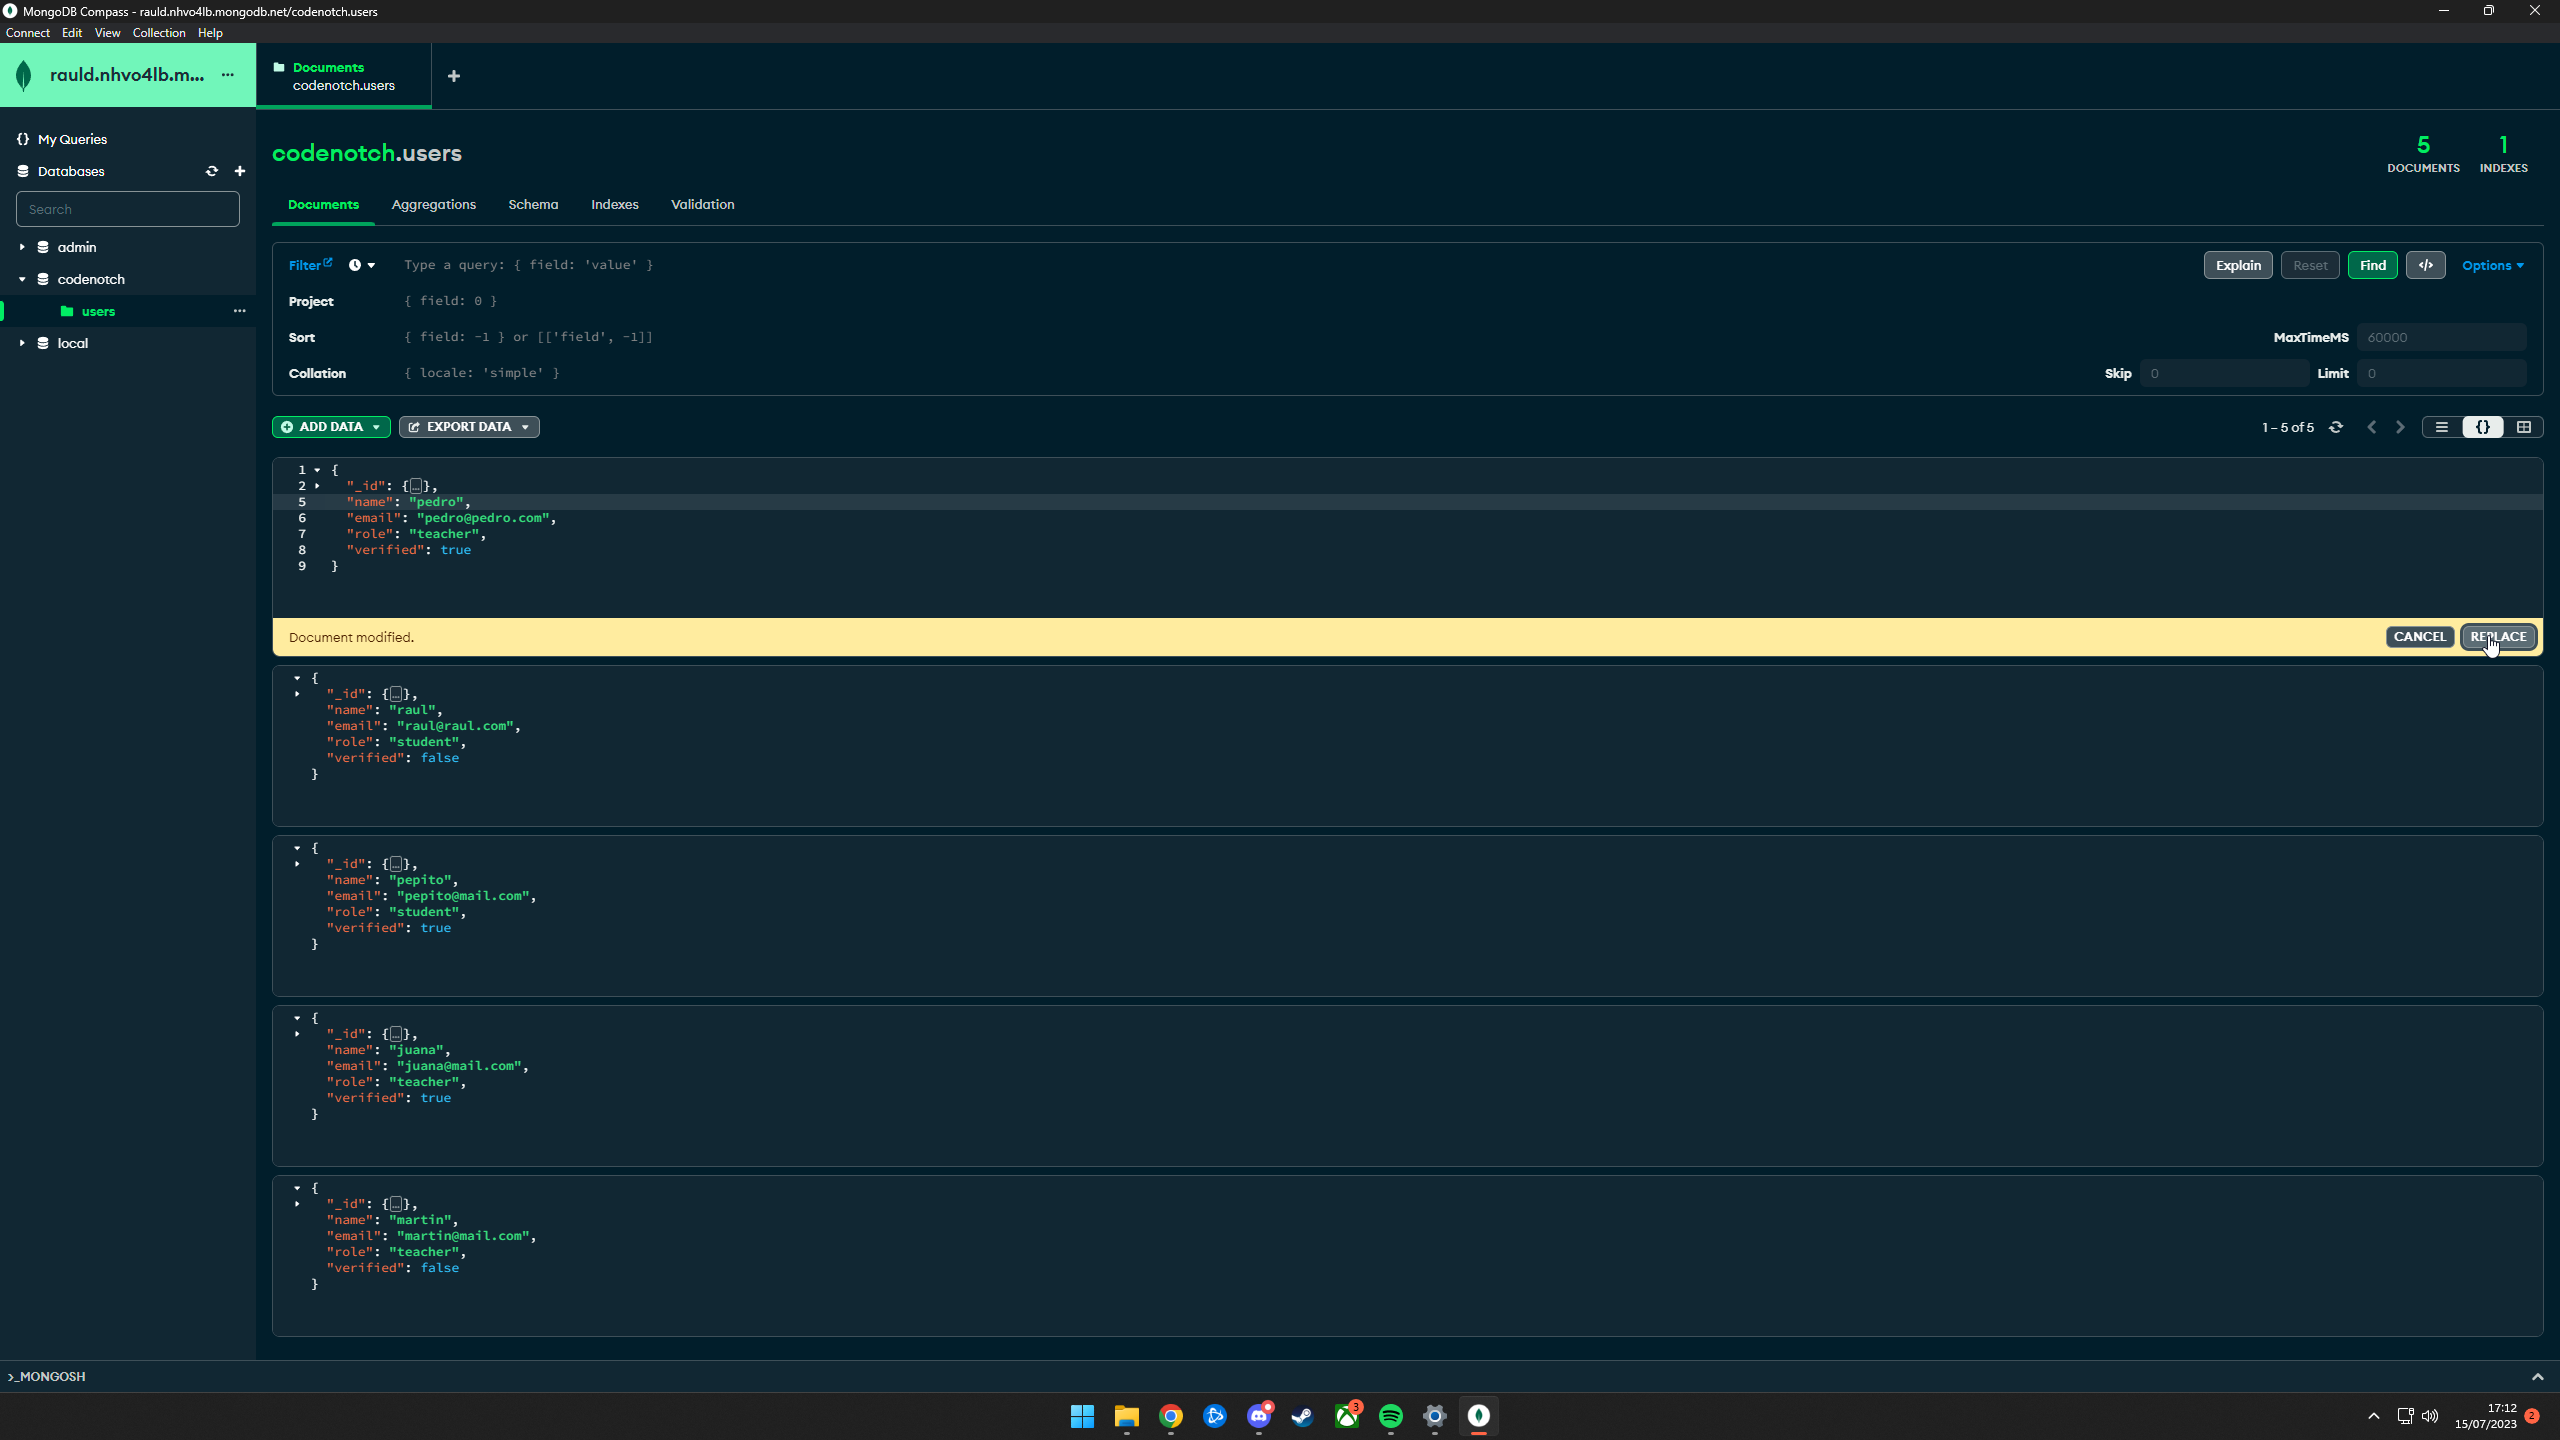 MongoDB Compass - rauld.nhvo4lb.mongodb.net/codenotch.users
Connect Edit View Collection Help
rauld.nhvo4lb.m... ...
Documents
codenotch.users
+
{} My Queries
Databases
Search
admin
codenotch
users ...
local
codenotch.users
5
DOCUMENTS
1
INDEXES
Documents Aggregations Schema Indexes Validation
Filter Type a query: { field: 'value' } Explain Reset Find </> Options
Project { field: 0 }
Sort { field: -1 } or [['field', -1]] MaxTimeMS 60000
Collation { locale: 'simple' } Skip 0 Limit 0
ADD DATA EXPORT DATA 1 – 5 of 5 {}
1 {
2 "_id": {…},
5 "name": "pedro",
6 "email": "pedro@pedro.com",
7 "role": "teacher",
8 "verified": true
9 }
Document modified. CANCEL REPLACE
{
"_id": {…},
"name": "raul",
"email": "raul@raul.com",
"role": "student",
"verified": false
}
{
"_id": {…},
"name": "pepito",
"email": "pepito@mail.com",
"role": "student",
"verified": true
}
{
"_id": {…},
"name": "juana",
"email": "juana@mail.com",
"role": "teacher",
"verified": true
}
{
"_id": {…},
"name": "martin",
"email": "martin@mail.com",
"role": "teacher",
"verified": false
}
>_MONGOSH
3
17:12
15/07/2023
2